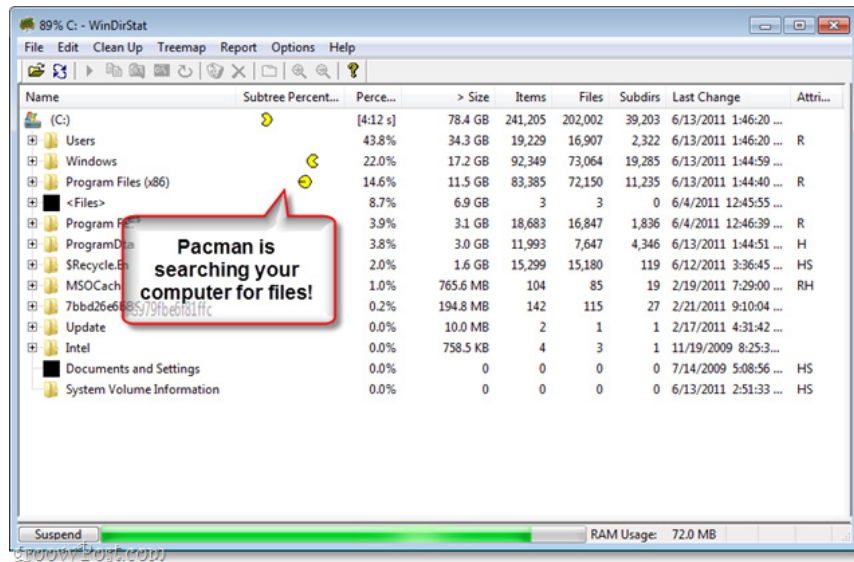 89% C: - WinDirStat
File Edit Clean Up Treemap Report Options Help
Name Subtree Percent... Perce... > Size Items Files Subdirs Last Change Attri...
(C:) [4:12 s] 78.4 GB 241,205 202,002 39,203 6/13/2011 1:46:20 ...
Users 43.8% 34.3 GB 19,229 16,907 2,322 6/13/2011 1:46:20 ... R
Windows 22.0% 17.2 GB 92,349 73,064 19,285 6/13/2011 1:44:59 ...
Program Files (x86) 14.6% 11.5 GB 83,385 72,150 11,235 6/13/2011 1:44:40 ... R
<Files> 8.7% 6.9 GB 3 3 0 6/4/2011 12:45:55 ...
Program 3.9% 3.1 GB 18,683 16,847 1,836 6/4/2011 12:46:39 ... R
3.8% 3.0 GB 11,993 7,647 4,346 6/13/2011 1:44:51 ... H
2.0% 1.6 GB 15,299 15,180 119 6/12/2011 3:36:45 ... HS
MSOCach 1.0% 765.6 MB 104 85 19 2/19/2011 7:29:00 ... RH
0.2% 194.8 MB 142 115 27 2/21/2011 9:10:04 ...
Update 0.0% 10.0 MB 2 1 1 2/17/2011 4:31:42 ...
Intel 0.0% 758.5 KB 4 3 1 11/19/2009 8:25:3...
Documents and Settings 0.0% 0 0 0 0 7/14/2009 5:08:56 ... HS
System Volume Information 0.0% 0 0 0 0 6/13/2011 2:51:33 ... HS
Pacman is
searching your
computer for files!
Suspend RAM Usage: 72.0 MB
groovyPost.com